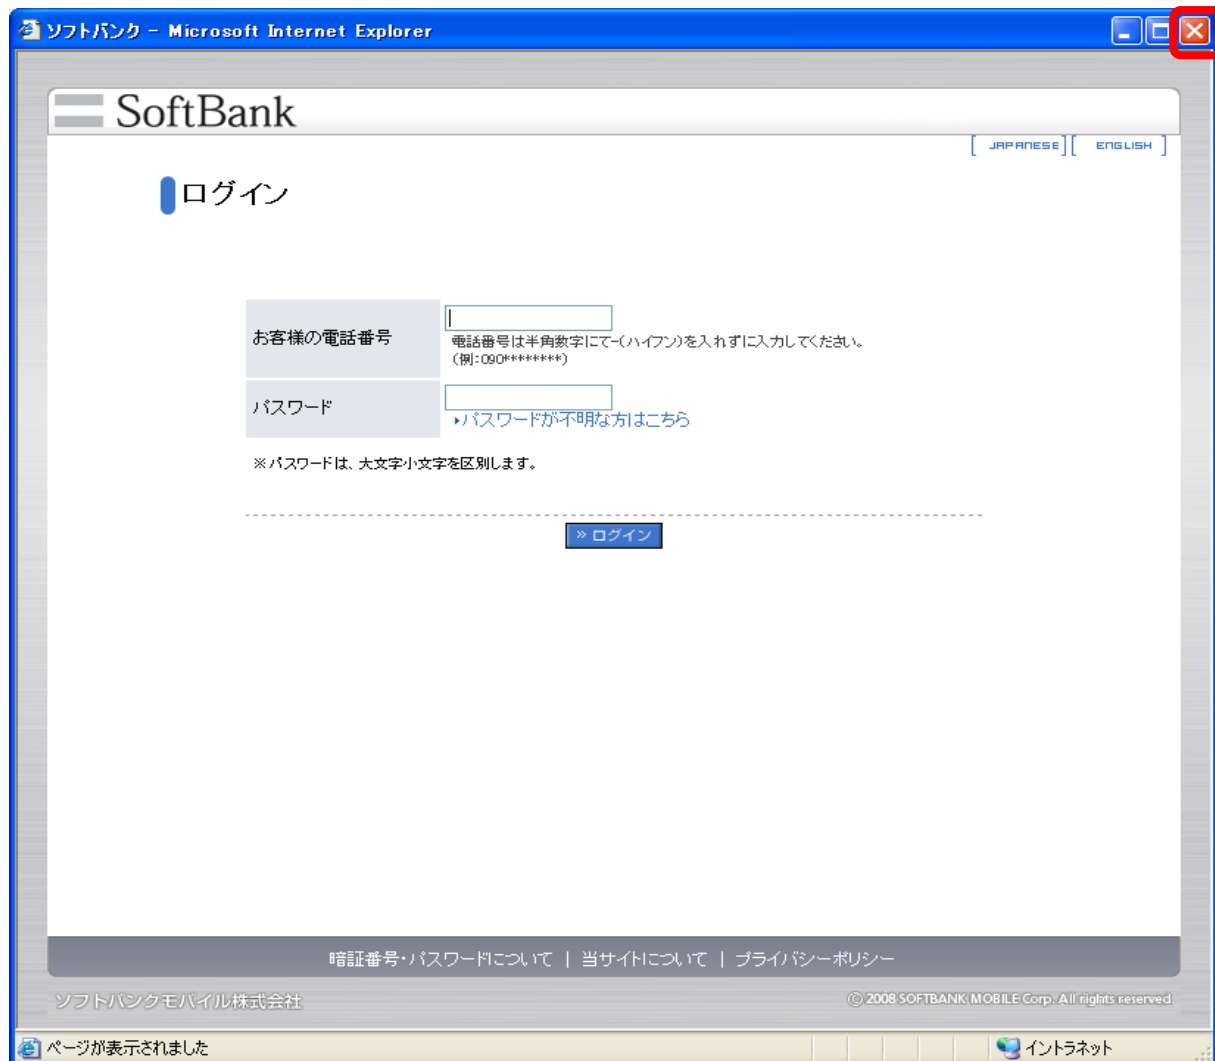 ソフトバンク - Microsoft Internet Explorer
SoftBank
[ JAPANESE ][ ENGLISH ]
ログイン
お客様の電話番号
電話番号は半角数字にて-(ハイフン)を入れずに入力してください。
(例:090********)
パスワード
パスワードが不明な方はこちら
※パスワードは、大文字小文字を区別します。
» ログイン
暗証番号・パスワードについて | 当サイトについて | プライバシーポリシー
ソフトバンクモバイル株式会社
© 2008 SOFTBANK MOBILE Corp. All rights reserved.
ページが表示されました
イントラネット